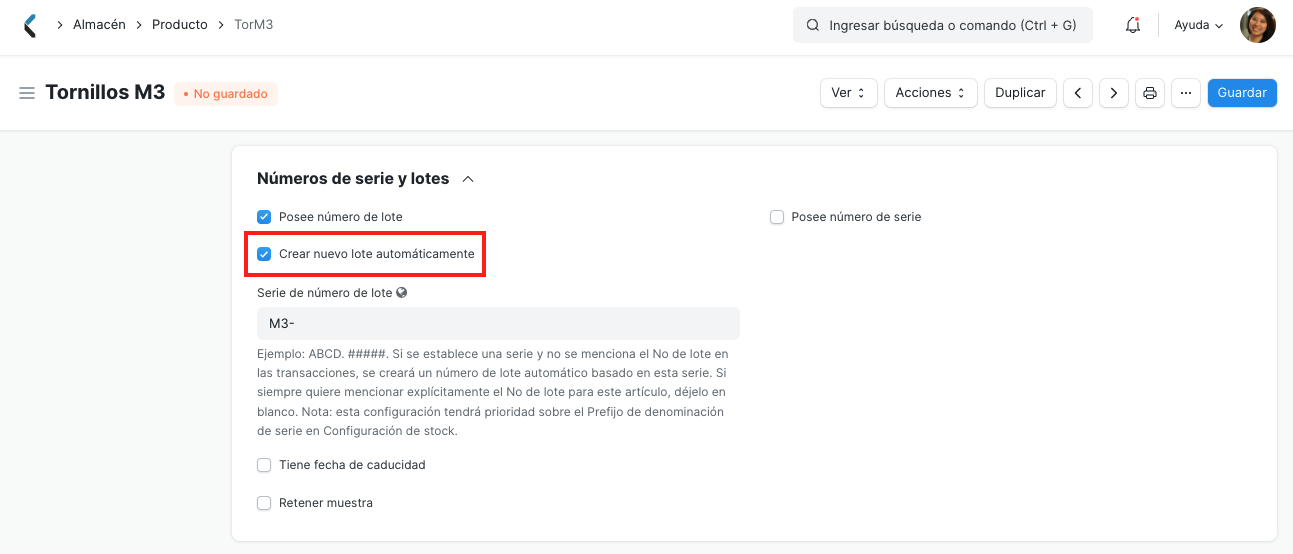 Almacén Producto TorM3
Ingresar búsqueda o comando (Ctrl + G)
Ayuda
Tornillos M3
• No guardado
Ver
Acciones
Duplicar
...
Guardar
Números de serie y lotes
Posee número de lote
Posee número de serie
Crear nuevo lote automáticamente
Serie de número de lote
M3-
Ejemplo: ABCD. #####. Si se establece una serie y no se menciona el No de lote en
las transacciones, se creará un número de lote automático basado en esta serie. Si
siempre quiere mencionar explícitamente el No de lote para este artículo, déjelo en
blanco. Nota: esta configuración tendrá prioridad sobre el Prefijo de denominación
de serie en Configuración de stock.
Tiene fecha de caducidad
Retener muestra